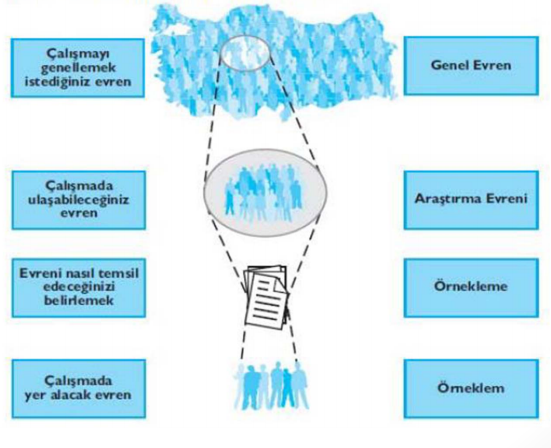 Çalışmayı
genellemek
istediğiniz evren
Genel Evren
Çalışmada
ulaşabileceğiniz
evren
Araştırma Evreni
Evreni nasıl temsil
edeceğinizi
belirlemek
Örnekleme
Çalışmada
yer alacak evren
Örneklem